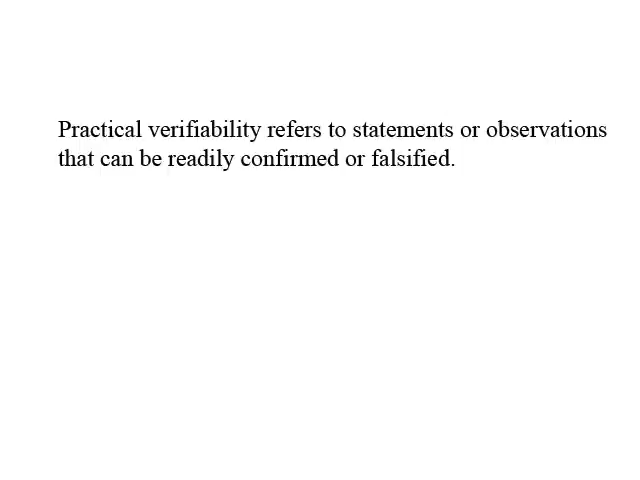 Practical verifiability refers to statements or observations
that can be readily confirmed or falsified.